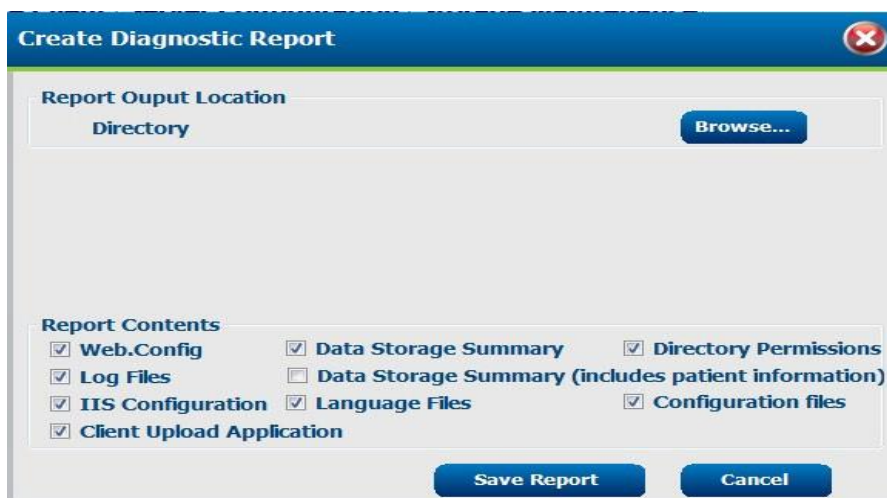 Create Diagnostic Report
Report Ouput Location
Directory
Browse...
Report Contents
Web.Config
Data Storage Summary
Directory Permissions
Log Files
Data Storage Summary (includes patient information)
IIS Configuration
Language Files
Configuration files
Client Upload Application
Save Report
Cancel